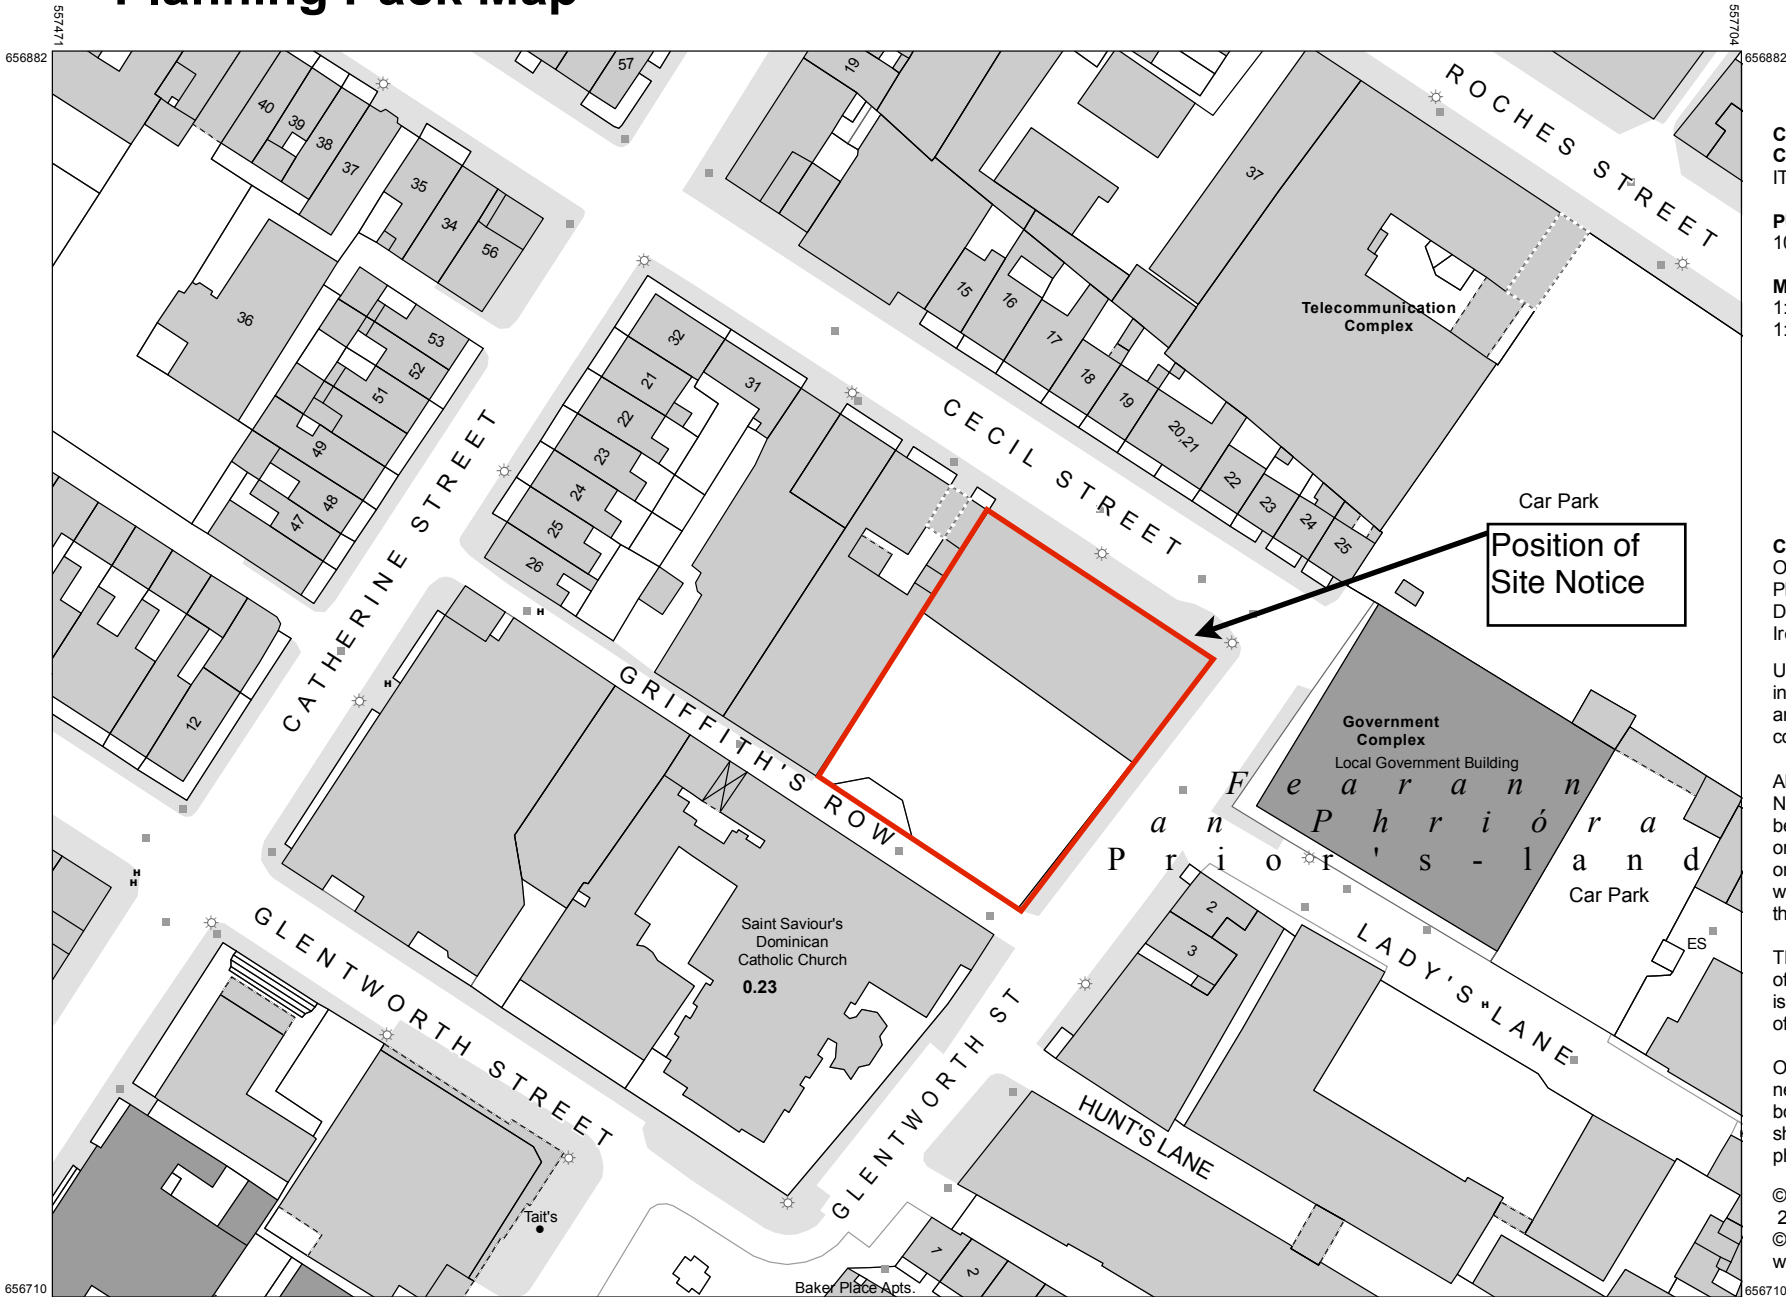 Planning Pack Map
557471
557704
656882
656882
ROCHES STREET
57
19
40
39
38
37
35
34
56
36
53
52
51
49
48
47
37
Telecommunication
Complex
15
16
17
18
19
20,21
22
23
24
25
32
31
21
22
23
24
25
26
CECIL STREET
CATHERINE STREET
Car Park
Position of
Site Notice
H
H
12
GRIFFITH'S ROW
Government
Complex
Local Government Building
Fearann
an Phrióra
Prior's-land
Car Park
ES
2
3
LADY'S LANE
H
H
H
GLENTWORTH STREET
Saint Saviour's
Dominican
Catholic Church
0.23
GLENTWORTH ST
HUNT'S LANE
Tait's
1
2
Baker Place Apts.
656710
656710